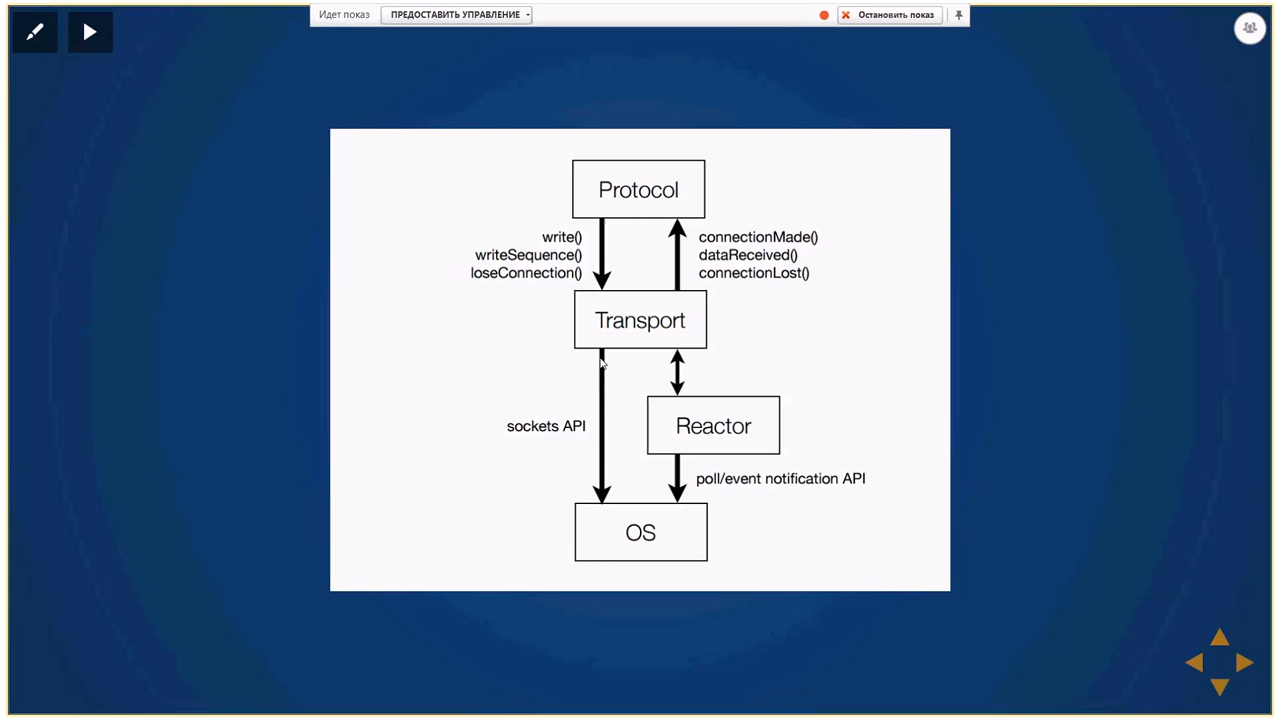 Идет показ
ПРЕДОСТАВИТЬ УПРАВЛЕНИЕ
Остановить показ
Protocol
write()
writeSequence()
loseConnection()
connectionMade()
dataReceived()
connectionLost()
Transport
sockets API
Reactor
poll/event notification API
OS